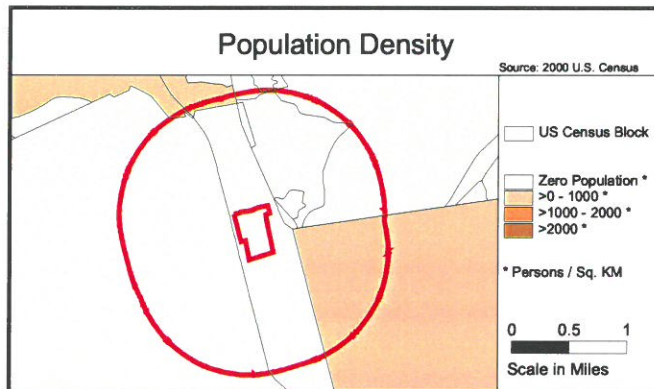 Population Density
Source: 2000 U.S. Census
US Census Block
Zero Population *
>0 - 1000 *
>1000 - 2000 *
>2000 *
* Persons / Sq. KM
0 0.5 1
Scale in Miles